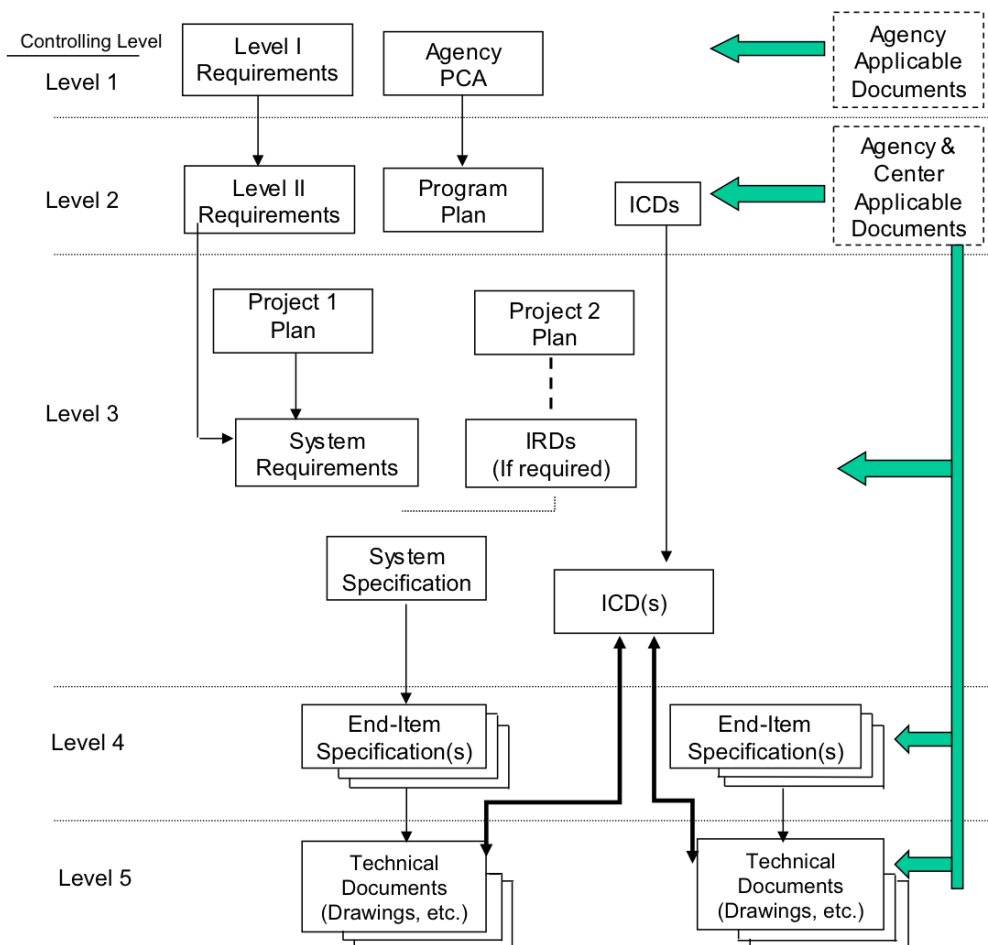 Controlling Level
Level 1
Level I
Requirements
Agency
PCA
Agency
Applicable
Documents
Level 2
Level II
Requirements
Program
Plan
ICDs
Agency &
Center
Applicable
Documents
Level 3
Project 1
Plan
Project 2
Plan
System
Requirements
IRDs
(If required)
System
Specification
ICD(s)
Level 4
End-Item
Specification(s)
End-Item
Specification(s)
Level 5
Technical
Documents
(Drawings, etc.)
Technical
Documents
(Drawings, etc.)